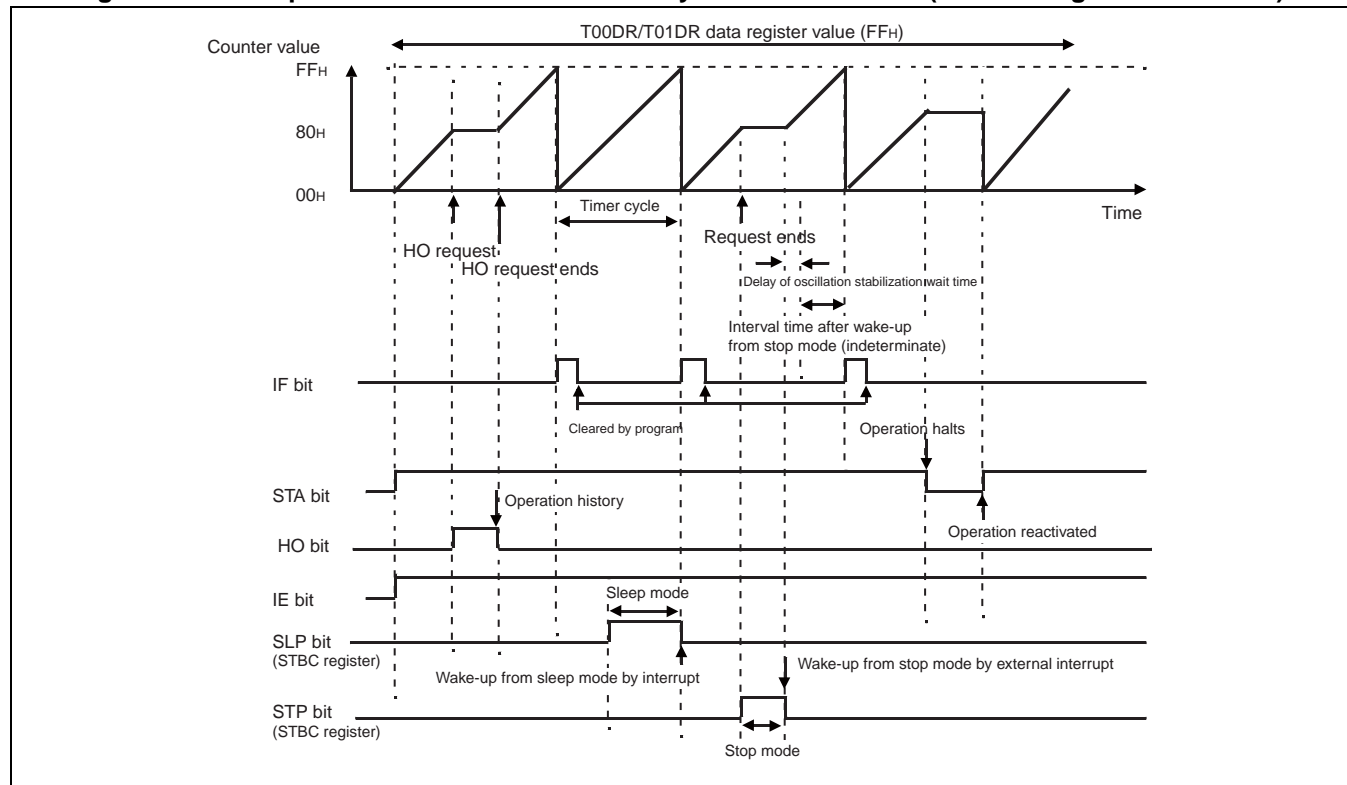 T00DR/T01DR data register value (FFH)
Counter value
FFH
80H
00H
Time
Timer cycle
HO request
HO request ends
Request ends
Delay of oscillation stabilization wait time
Interval time after wake-up
from stop mode (indeterminate)
IF bit
Cleared by program
Operation halts
STA bit
Operation history
Operation reactivated
HO bit
IE bit
Sleep mode
SLP bit
(STBC register)
Wake-up from sleep mode by interrupt
Wake-up from stop mode by external interrupt
STP bit
(STBC register)
Stop mode